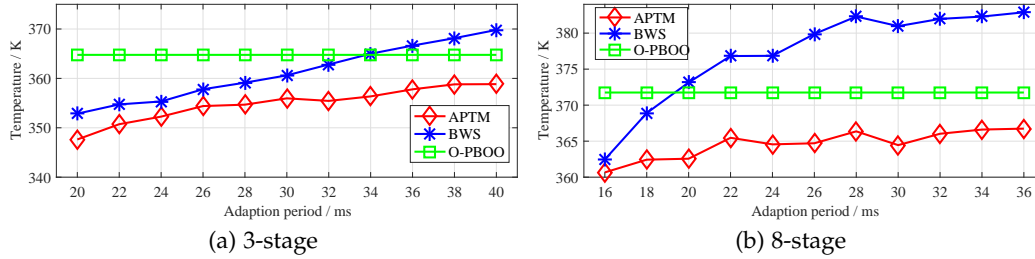 370
360
350
340
Temperature / K
APTM
BWS
O-PBOO
20 22 24 26 28 30 32 34 36 38 40
Adaption period / ms
(a) 3-stage
380
375
370
365
360
Temperature / K
APTM
BWS
O-PBOO
16 18 20 22 24 26 28 30 32 34 36
Adaption period / ms
(b) 8-stage